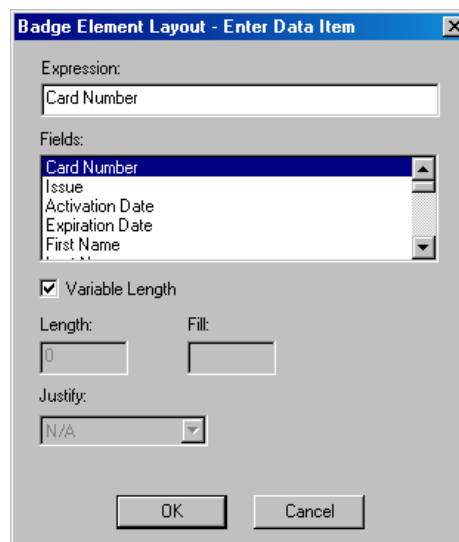 Badge Element Layout - Enter Data Item
Expression:
Card Number
Fields:
Card Number
Issue
Activation Date
Expiration Date
First Name
Variable Length
Length: Fill:
0
Justify:
N/A
OK Cancel